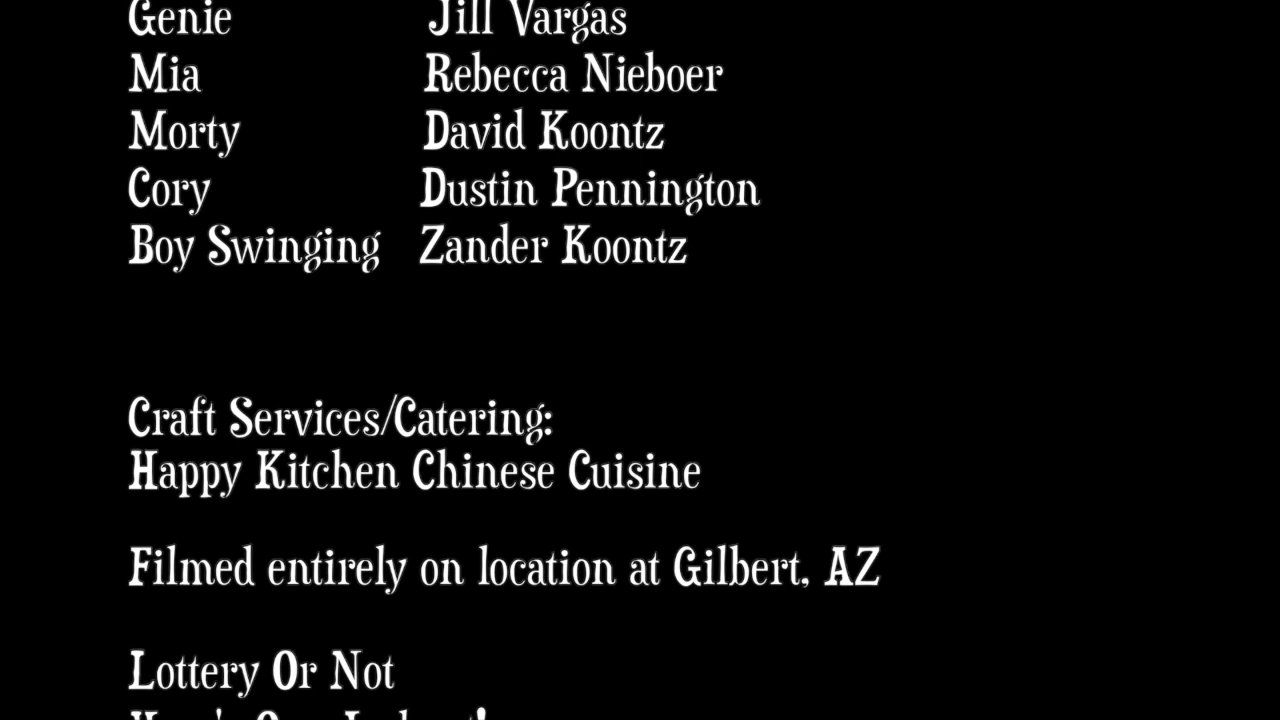 Genie Jill Vargas
Mia Rebecca Nieboer
Morty David Koontz
Cory Dustin Pennington
Boy Swinging Zander Koontz
Craft Services/Catering:
Happy Kitchen Chinese Cuisine
Filmed entirely on location at Gilbert, AZ
Lottery Or Not